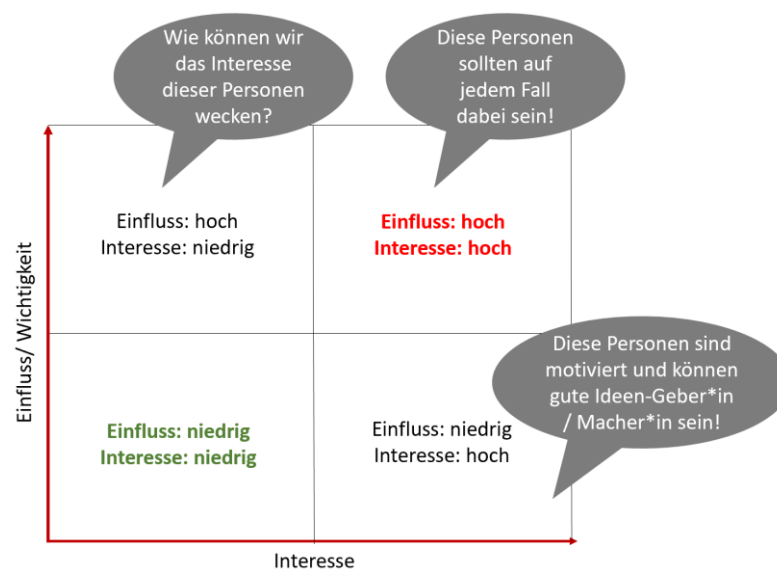 Wie können wir
das Interesse
dieser Personen
wecken?
Diese Personen
sollten auf
jedem Fall
dabei sein!
Einfluss: hoch
Interesse: niedrig
Einfluss: hoch
Interesse: hoch
Einfluss/ Wichtigkeit
Diese Personen sind
motiviert und können
gute Ideen-Geber*in
/ Macher*in sein!
Einfluss: niedrig
Interesse: niedrig
Einfluss: niedrig
Interesse: hoch
Interesse